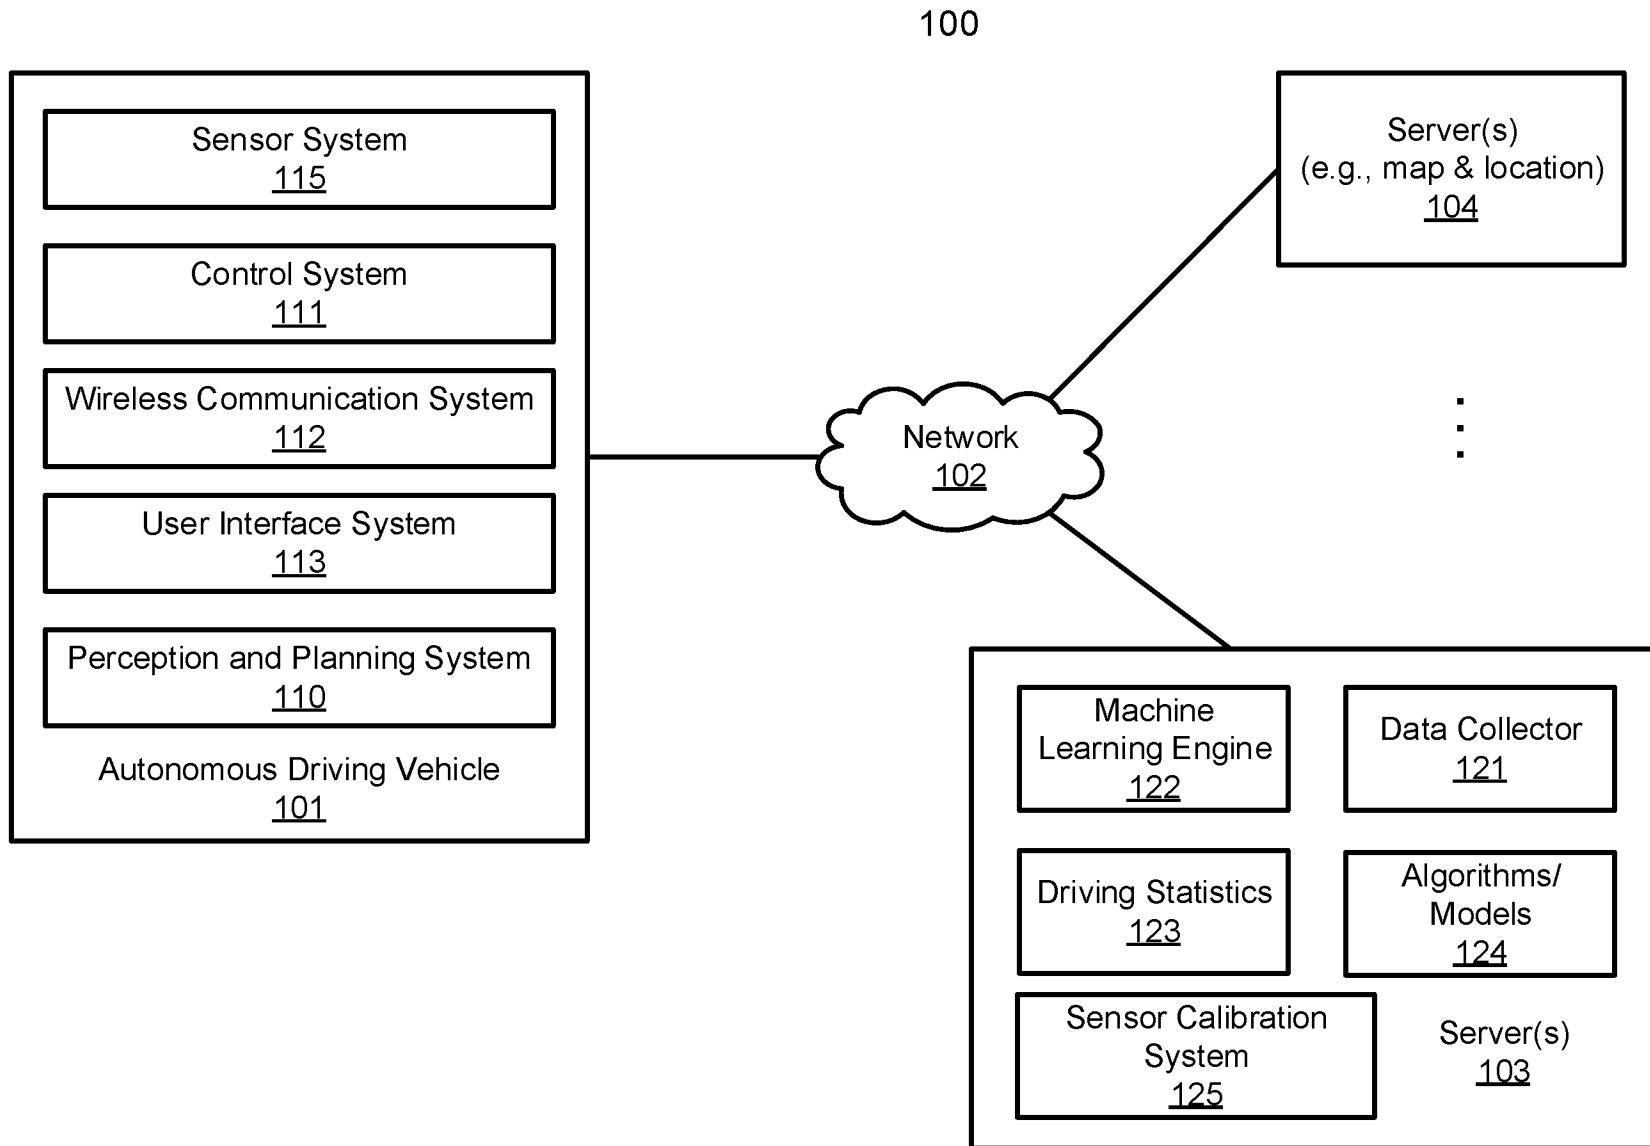 100
Sensor System
115
Control System
111
Wireless Communication System
112
User Interface System
113
Perception and Planning System
110
Autonomous Driving Vehicle
101
Network
102
Server(s)
(e.g., map & location)
104
Machine
Learning Engine
122
Data Collector
121
Driving Statistics
123
Algorithms/
Models
124
Sensor Calibration
System
125
Server(s)
103